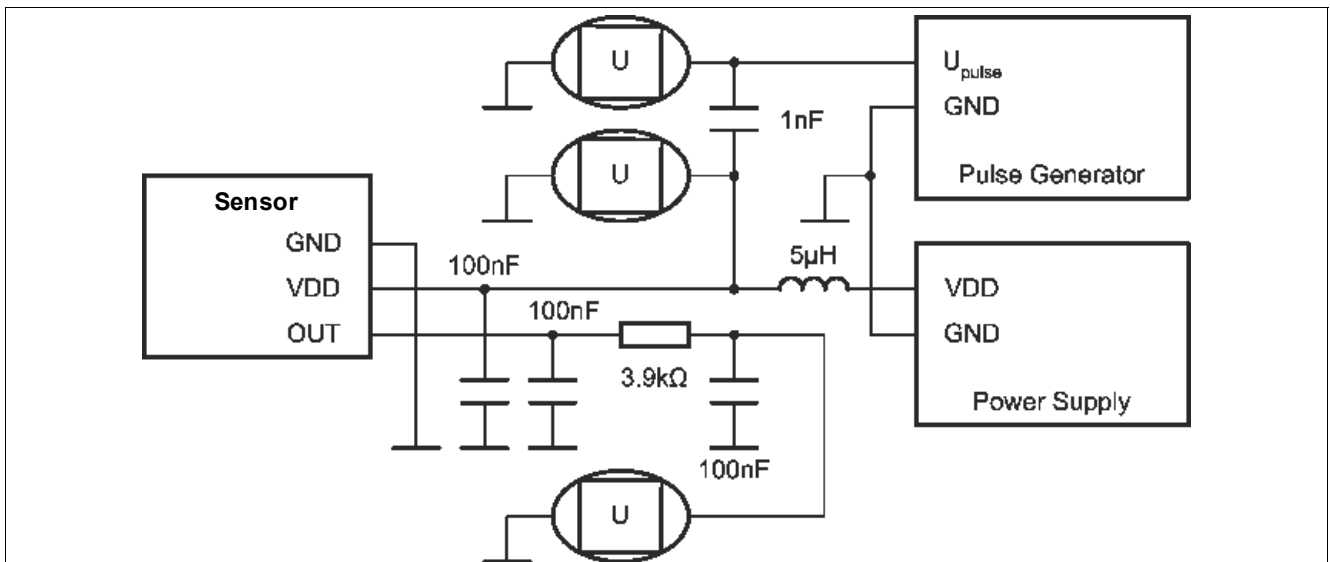 U
U_pulse
GND
1nF
Pulse Generator
U
Sensor
GND
VDD
OUT
100nF
5µH
VDD
GND
Power Supply
100nF
3.9kΩ
100nF
U